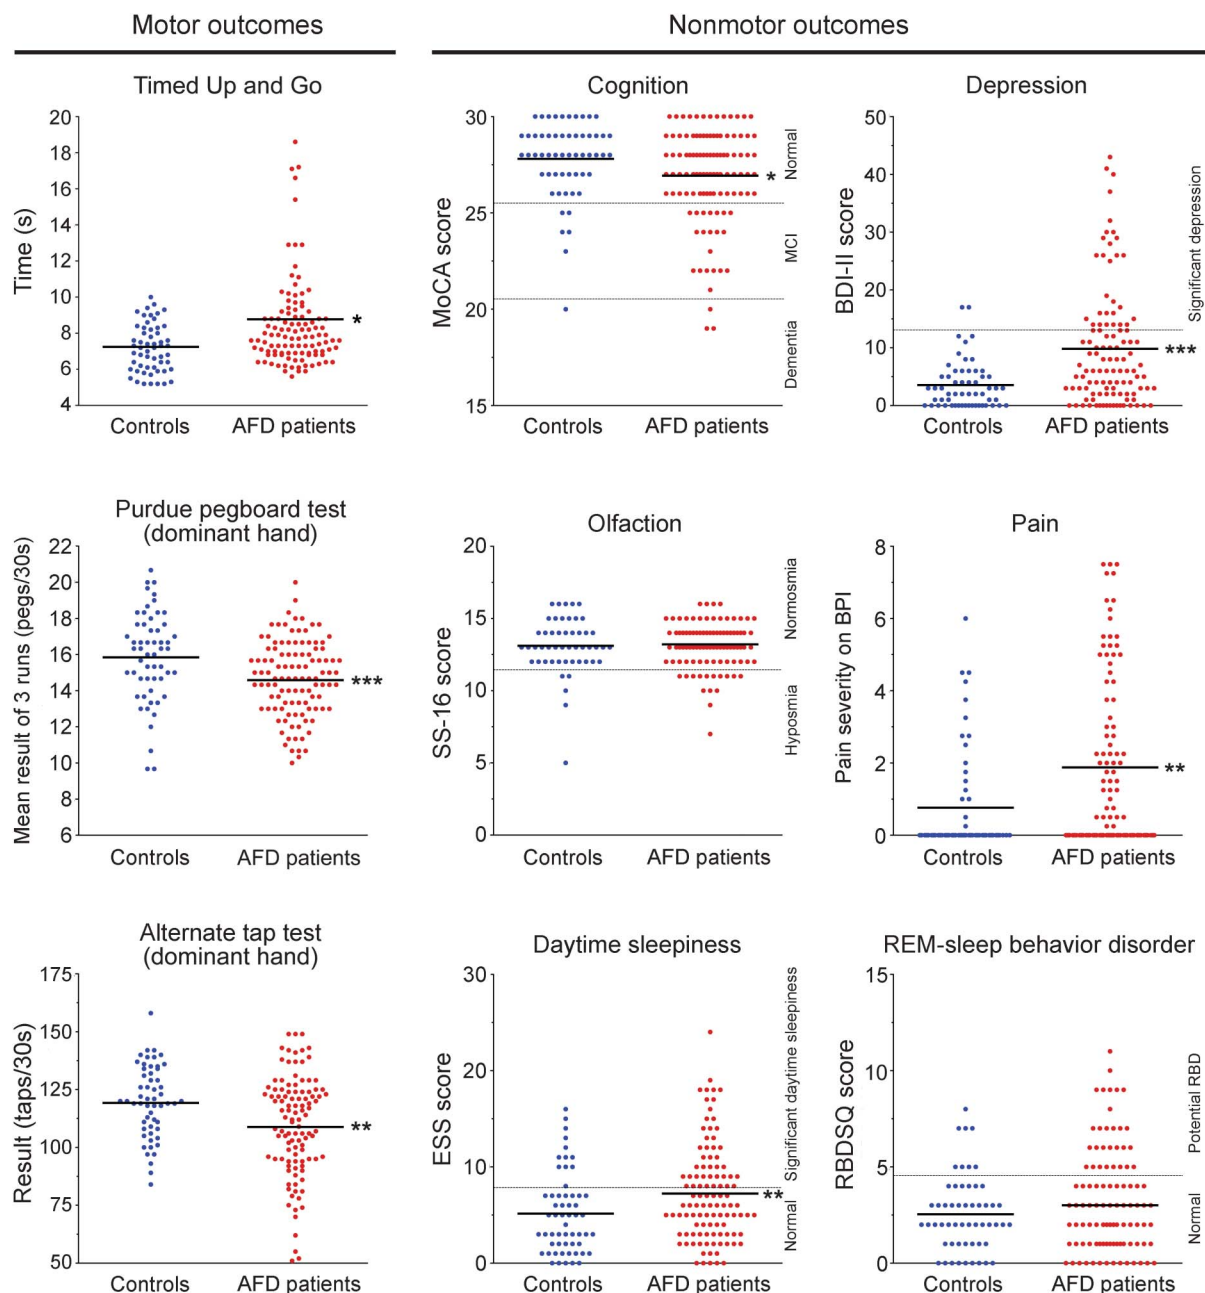 Motor outcomes
Nonmotor outcomes
Timed Up and Go
Time (s)
20
18
16
14
12
10
8
6
4
*
Controls
AFD patients
Cognition
MoCA score
30
25
20
15
Normal
MCI
Dementia
*
Controls
AFD patients
Depression
BDI-II score
50
40
30
20
10
0
Significant depression
***
Controls
AFD patients
Purdue pegboard test
(dominant hand)
Mean result of 3 runs (pegs/30s)
22
20
18
16
14
12
10
8
6
***
Controls
AFD patients
Olfaction
SS-16 score
20
15
10
5
0
Normosmia
Hyposmia
Controls
AFD patients
Pain
Pain severity on BPI
8
6
4
2
0
**
Controls
AFD patients
Alternate tap test
(dominant hand)
Result (taps/30s)
175
150
125
100
75
50
**
Controls
AFD patients
Daytime sleepiness
ESS score
30
20
10
0
Significant daytime sleepiness
Normal
**
Controls
AFD patients
REM-sleep behavior disorder
RBDSQ score
15
10
5
0
Potential RBD
Normal
Controls
AFD patients